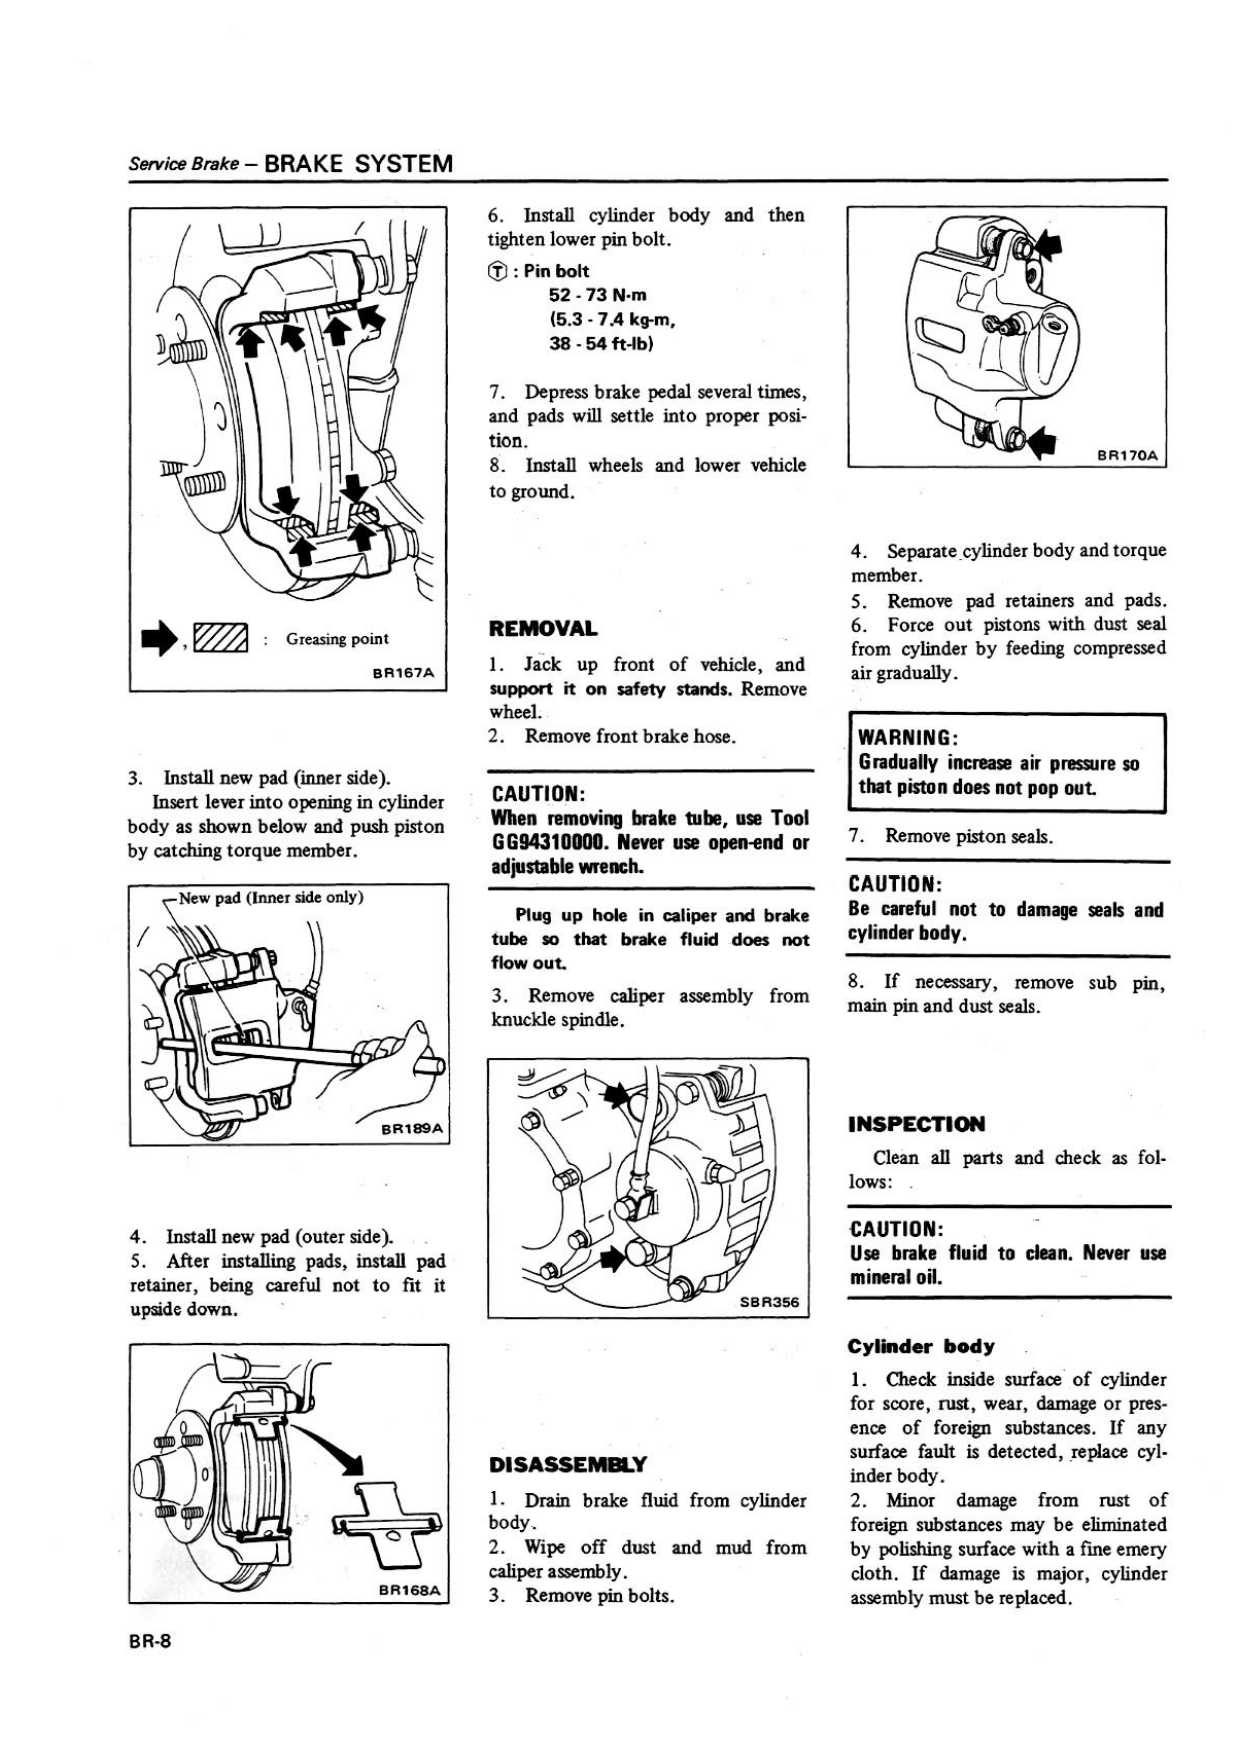 Service Brake – BRAKE SYSTEM
, : Greasing point
BR167A
3. Install new pad (inner side).
Insert lever into opening in cylinder
body as shown below and push piston
by catching torque member.
New pad (Inner side only)
BR189A
4. Install new pad (outer side).
5. After installing pads, install pad
retainer, being careful not to fit it
upside down.
BR168A
6. Install cylinder body and then
tighten lower pin bolt.
Ⓣ : Pin bolt
52 - 73 N·m
(5.3 - 7.4 kg-m,
38 - 54 ft-lb)
7. Depress brake pedal several times,
and pads will settle into proper posi-
tion.
8. Install wheels and lower vehicle
to ground.
REMOVAL
1. Jack up front of vehicle, and
support it on safety stands. Remove
wheel.
2. Remove front brake hose.
CAUTION:
When removing brake tube, use Tool
GG94310000. Never use open-end or
adjustable wrench.
Plug up hole in caliper and brake
tube so that brake fluid does not
flow out.
3. Remove caliper assembly from
knuckle spindle.
SBR356
DISASSEMBLY
1. Drain brake fluid from cylinder
body.
2. Wipe off dust and mud from
caliper assembly.
3. Remove pin bolts.
BR170A
4. Separate cylinder body and torque
member.
5. Remove pad retainers and pads.
6. Force out pistons with dust seal
from cylinder by feeding compressed
air gradually.
WARNING:
Gradually increase air pressure so
that piston does not pop out.
7. Remove piston seals.
CAUTION:
Be careful not to damage seals and
cylinder body.
8. If necessary, remove sub pin,
main pin and dust seals.
INSPECTION
Clean all parts and check as fol-
lows:
CAUTION:
Use brake fluid to clean. Never use
mineral oil.
Cylinder body
1. Check inside surface of cylinder
for score, rust, wear, damage or pres-
ence of foreign substances. If any
surface fault is detected, replace cyl-
inder body.
2. Minor damage from rust of
foreign substances may be eliminated
by polishing surface with a fine emery
cloth. If damage is major, cylinder
assembly must be replaced.
BR-8